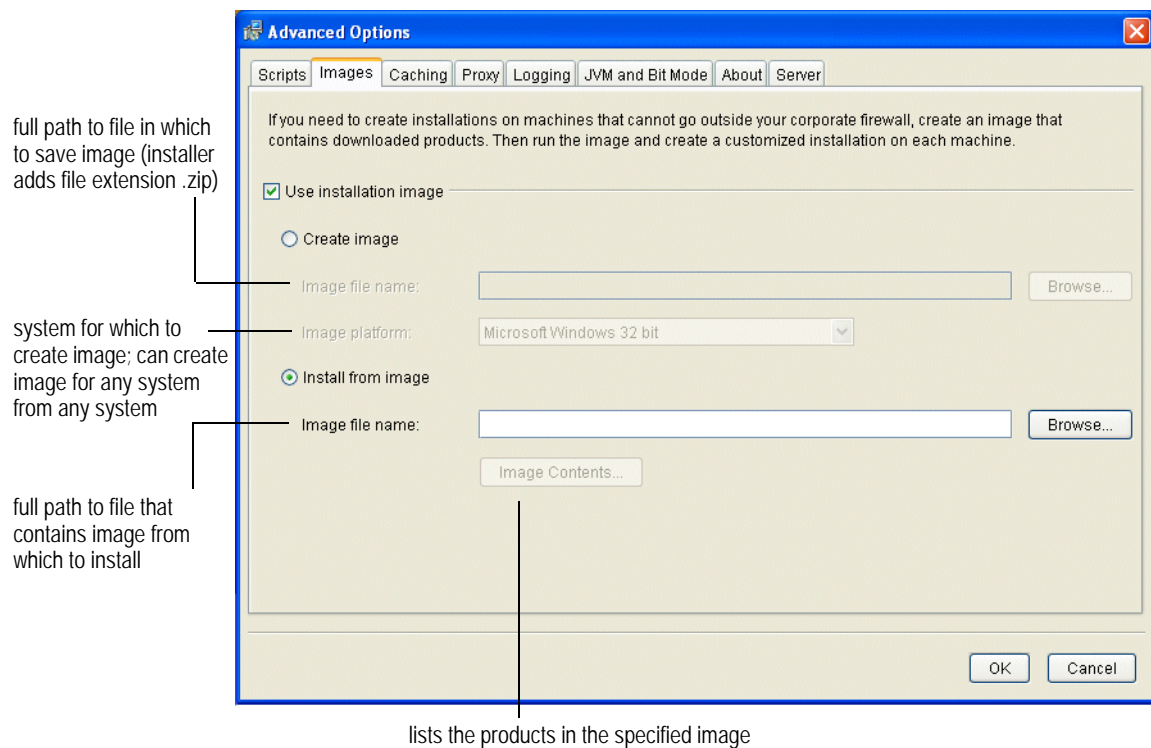 Advanced Options
Scripts Images Caching Proxy Logging JVM and Bit Mode About Server
If you need to create installations on machines that cannot go outside your corporate firewall, create an image that
contains downloaded products. Then run the image and create a customized installation on each machine.
Use installation image
Create image
Image file name:
Browse...
Image platform:
Microsoft Windows 32 bit
Install from image
Image file name:
Browse...
Image Contents...
OK
Cancel
full path to file in which
to save image (installer
adds file extension .zip)
system for which to
create image; can create
image for any system
from any system
full path to file that
contains image from
which to install
lists the products in the specified image